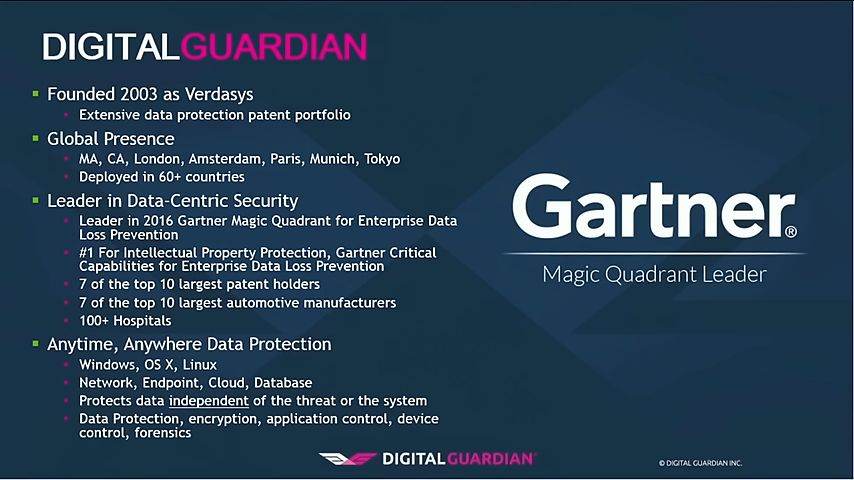 DIGITALGUARDIAN
Founded 2003 as Verdasys
Extensive data protection patent portfolio
Global Presence
MA, CA, London, Amsterdam, Paris, Munich, Tokyo
Deployed in 60+ countries
Leader in Data-Centric Security
Leader in 2016 Gartner Magic Quadrant for Enterprise Data
Loss Prevention
#1 For Intellectual Property Protection, Gartner Critical
Capabilities for Enterprise Data Loss Prevention
7 of the top 10 largest patent holders
7 of the top 10 largest automotive manufacturers
100+ Hospitals
Anytime, Anywhere Data Protection
Windows, OS X, Linux
Network, Endpoint, Cloud, Database
Protects data independent of the threat or the system
Data Protection, encryption, application control, device
control, forensics
Gartner®
Magic Quadrant Leader
DIGITALGUARDIAN
© DIGITAL GUARDIAN INC.